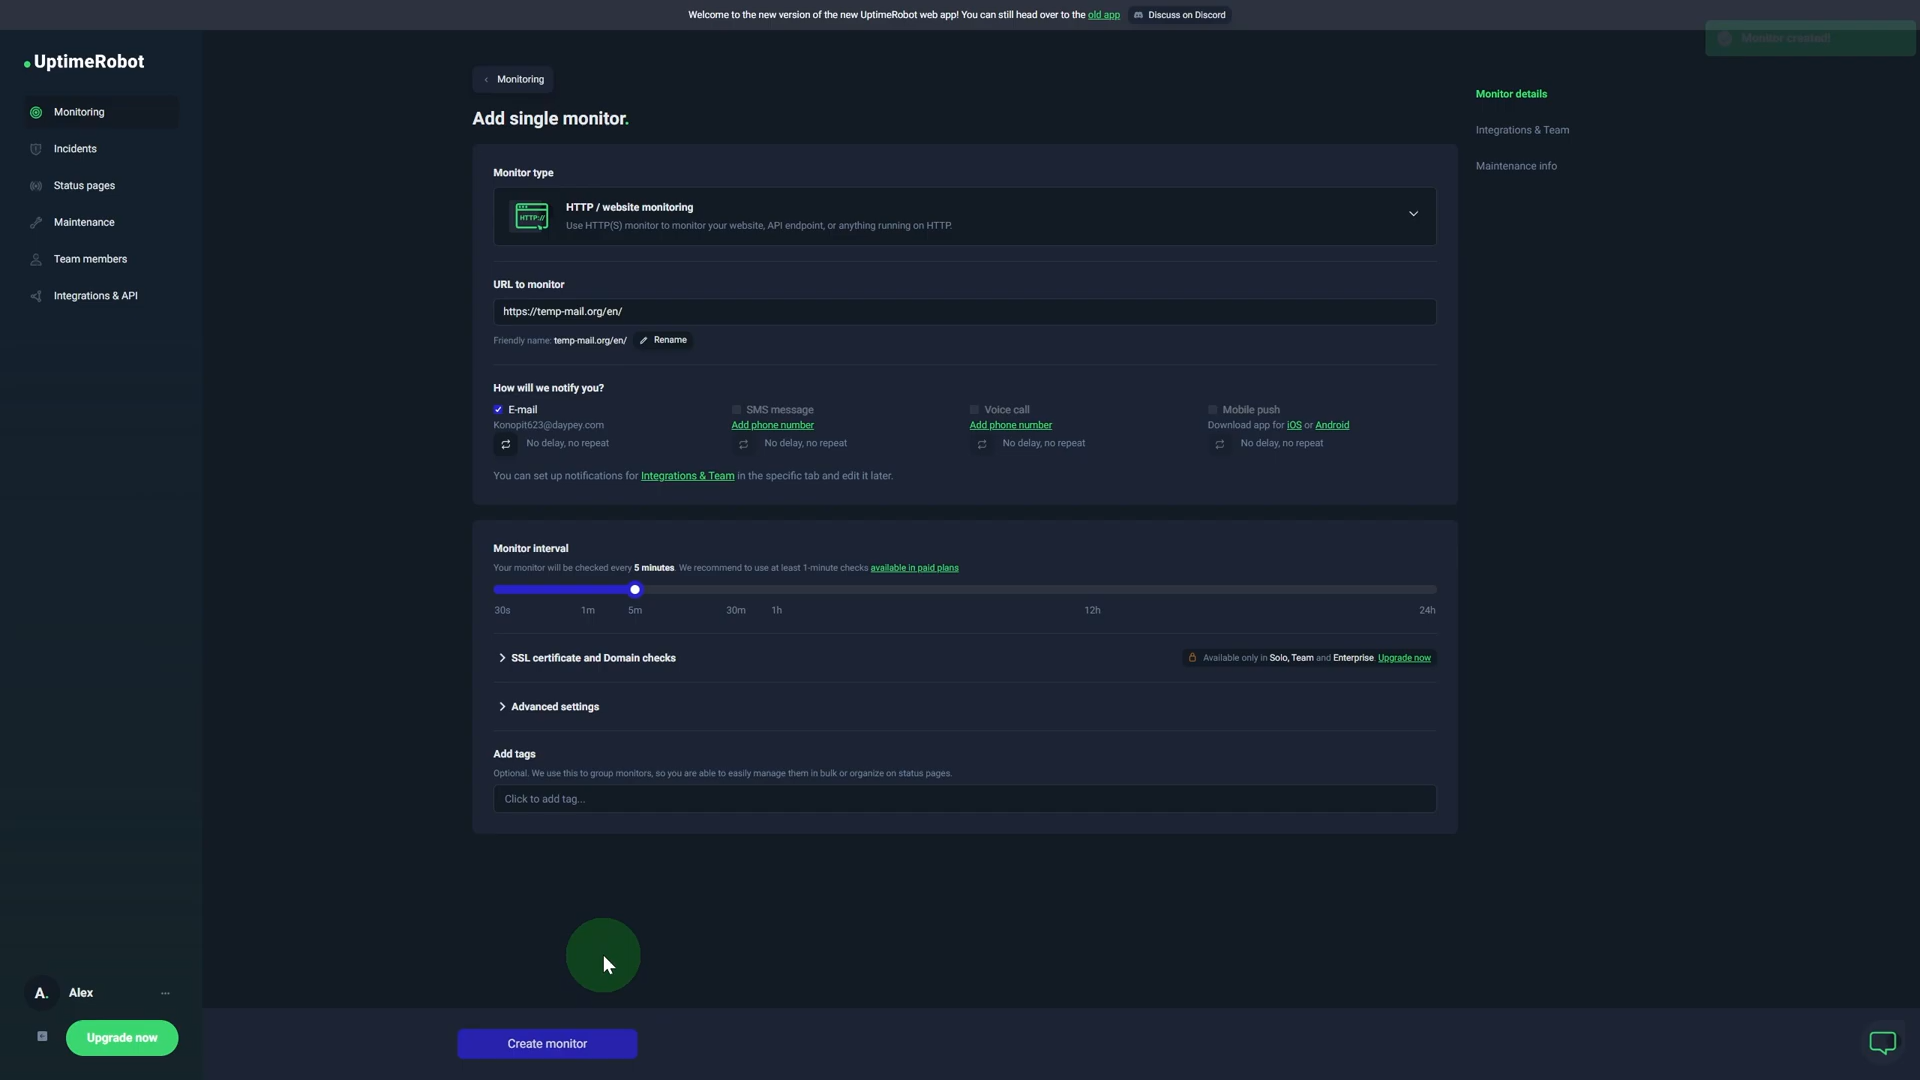 Welcome to the new version of the new UptimeRobot web app! You can still head over to the old app Discuss on Discord
Monitor created!
UptimeRobot
Monitoring
Incidents
Status pages
Maintenance
Team members
Integrations & API
Monitoring
Add single monitor.
Monitor details
Integrations & Team
Maintenance info
Monitor type
HTTP://
HTTP / website monitoring
Use HTTP(S) monitor to monitor your website, API endpoint, or anything running on HTTP.
URL to monitor
https://temp-mail.org/en/
Friendly name: temp-mail.org/en/ Rename
How will we notify you?
E-mail SMS message Voice call Mobile push
Konopit623@daypey.com Add phone number Add phone number Download app for iOS or Android
No delay, no repeat No delay, no repeat No delay, no repeat No delay, no repeat
You can set up notifications for Integrations & Team in the specific tab and edit it later.
Monitor interval
Your monitor will be checked every 5 minutes. We recommend to use at least 1-minute checks available in paid plans
30s 1m 5m 30m 1h 12h 24h
SSL certificate and Domain checks Available only in Solo, Team and Enterprise. Upgrade now
Advanced settings
Add tags
Optional. We use this to group monitors, so you are able to easily manage them in bulk or organize on status pages.
Click to add tag...
A. Alex ...
Upgrade now
Create monitor